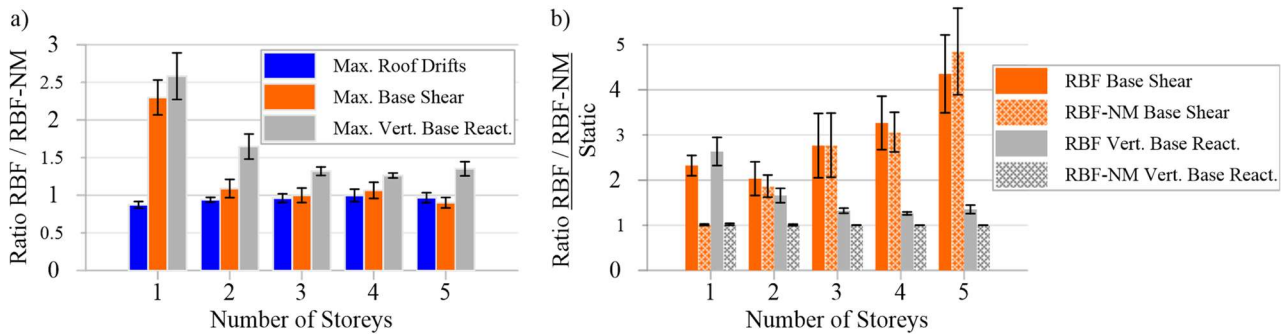 a)
Ratio RBF / RBF-NM
3
2.5
2
1.5
1
0.5
0
Max. Roof Drifts
Max. Base Shear
Max. Vert. Base React.
1 2 3 4 5
Number of Storeys
b)
Ratio RBF / RBF-NM
Static
5
4
3
2
1
0
1 2 3 4 5
Number of Storeys
RBF Base Shear
RBF-NM Base Shear
RBF Vert. Base React.
RBF-NM Vert. Base React.